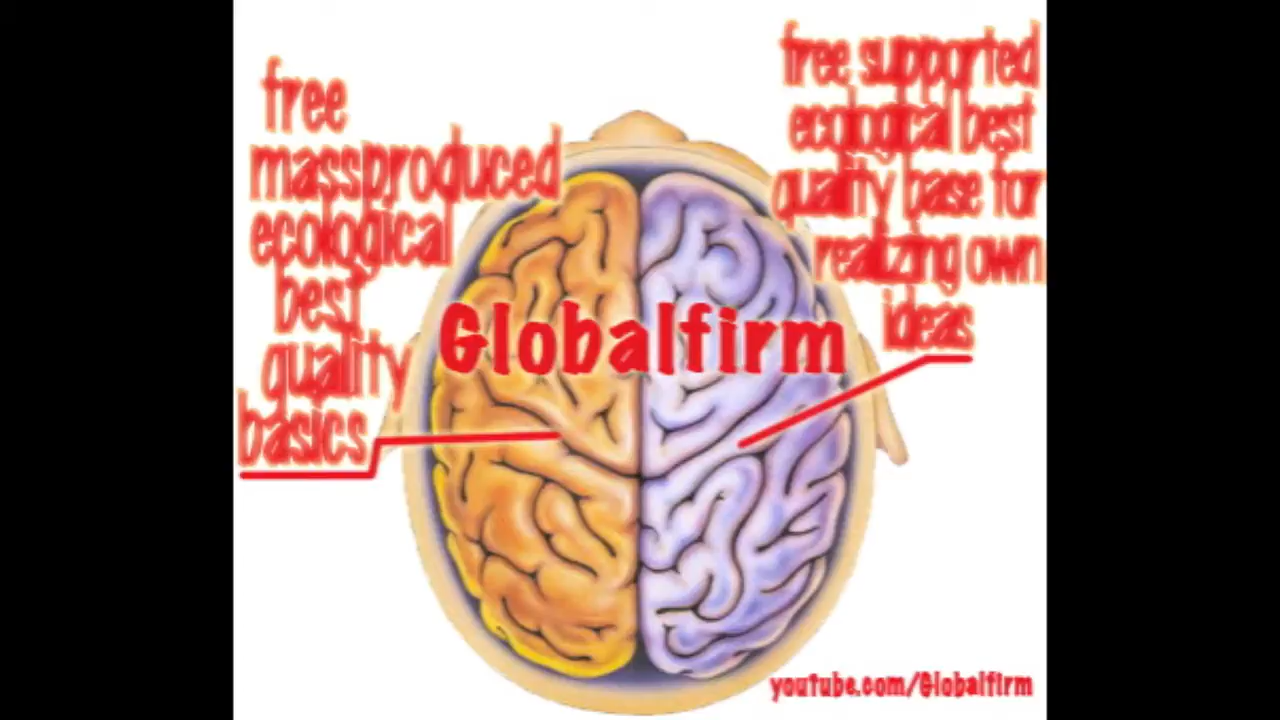 free
massproduced
ecological
best
quality
basics
free supported
ecological best
quality base for
realizing own
ideas
Globalfirm
youtube.com/Globalfirm